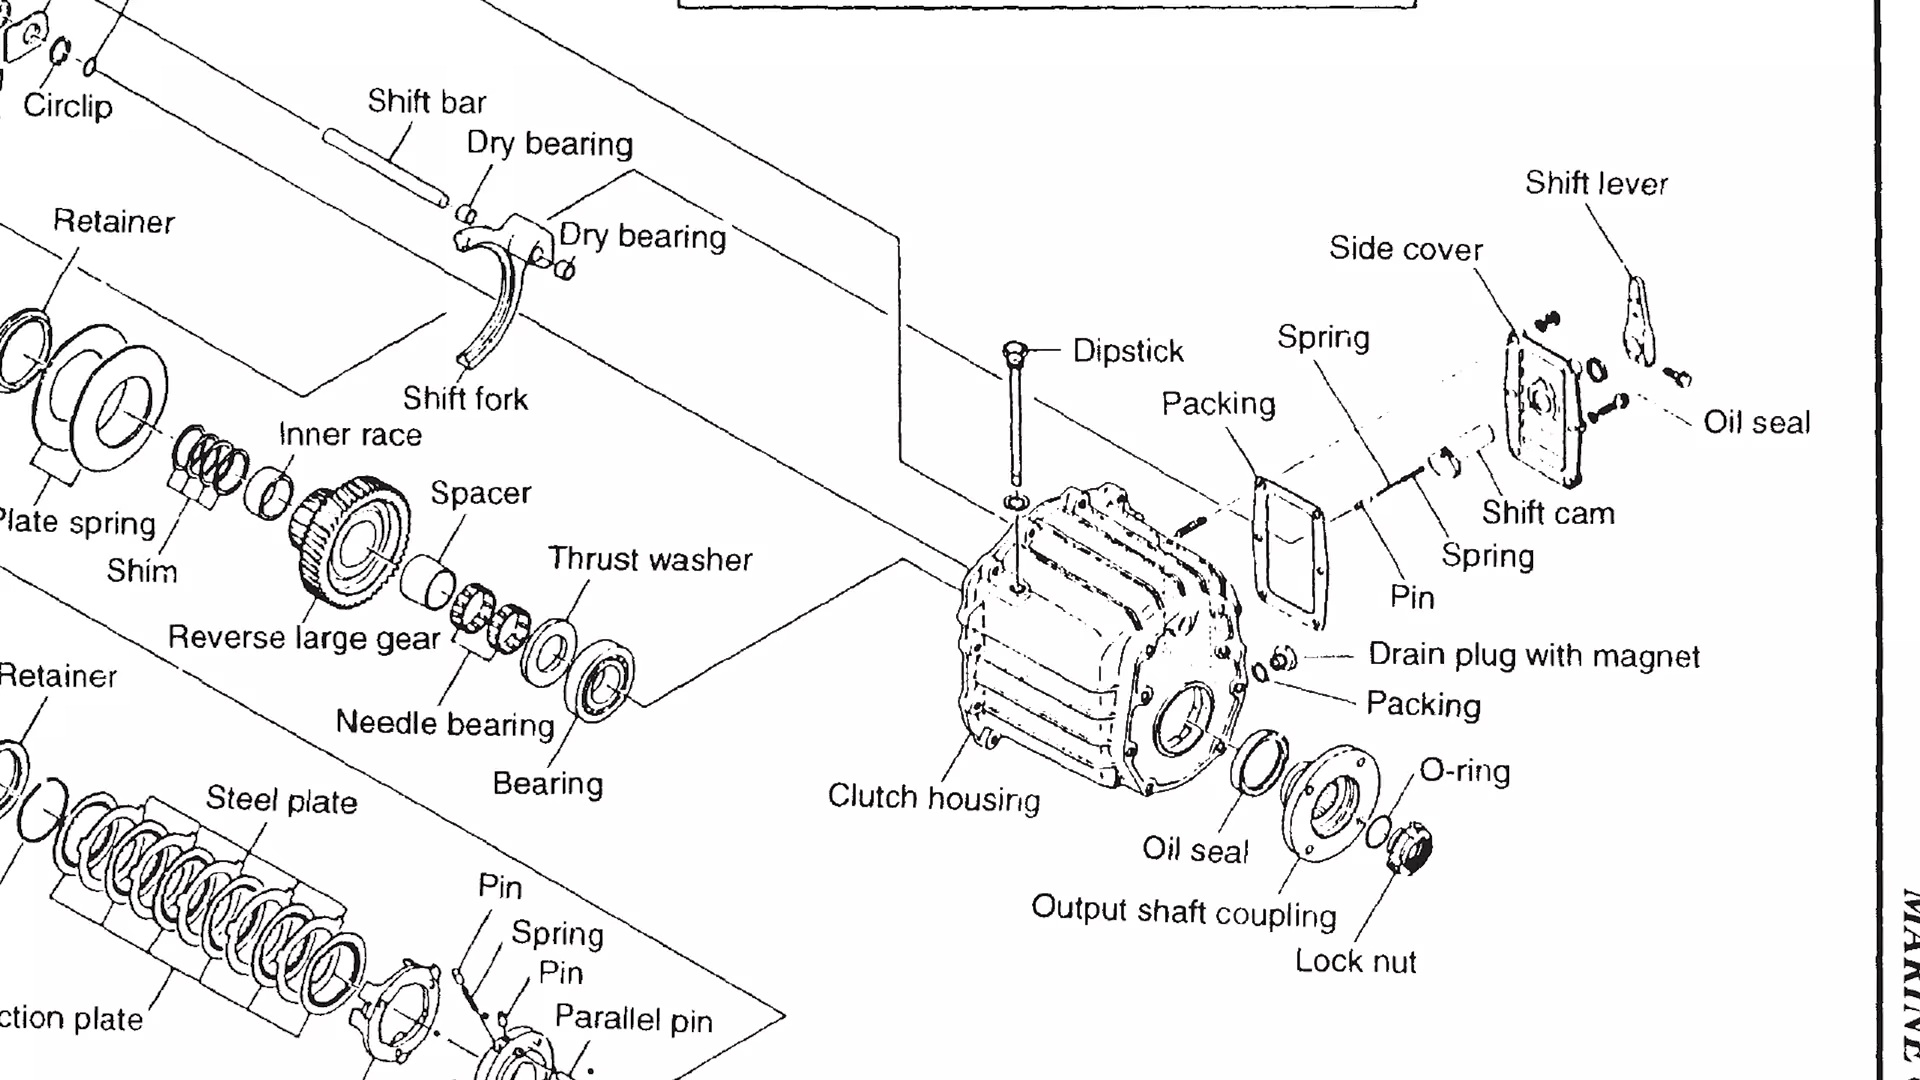 Circlip
Shift bar
Dry bearing
Dry bearing
Retainer
Shift fork
Inner race
Plate spring
Shim
Spacer
Thrust washer
Reverse large gear
Needle bearing
Bearing
Retainer
Steel plate
ction plate
Pin
Spring
Pin
Parallel pin
Shift lever
Side cover
Spring
Dipstick
Packing
Oil seal
Shift cam
Spring
Pin
Drain plug with magnet
Packing
O-ring
Clutch housing
Oil seal
Output shaft coupling
Lock nut
MARINE